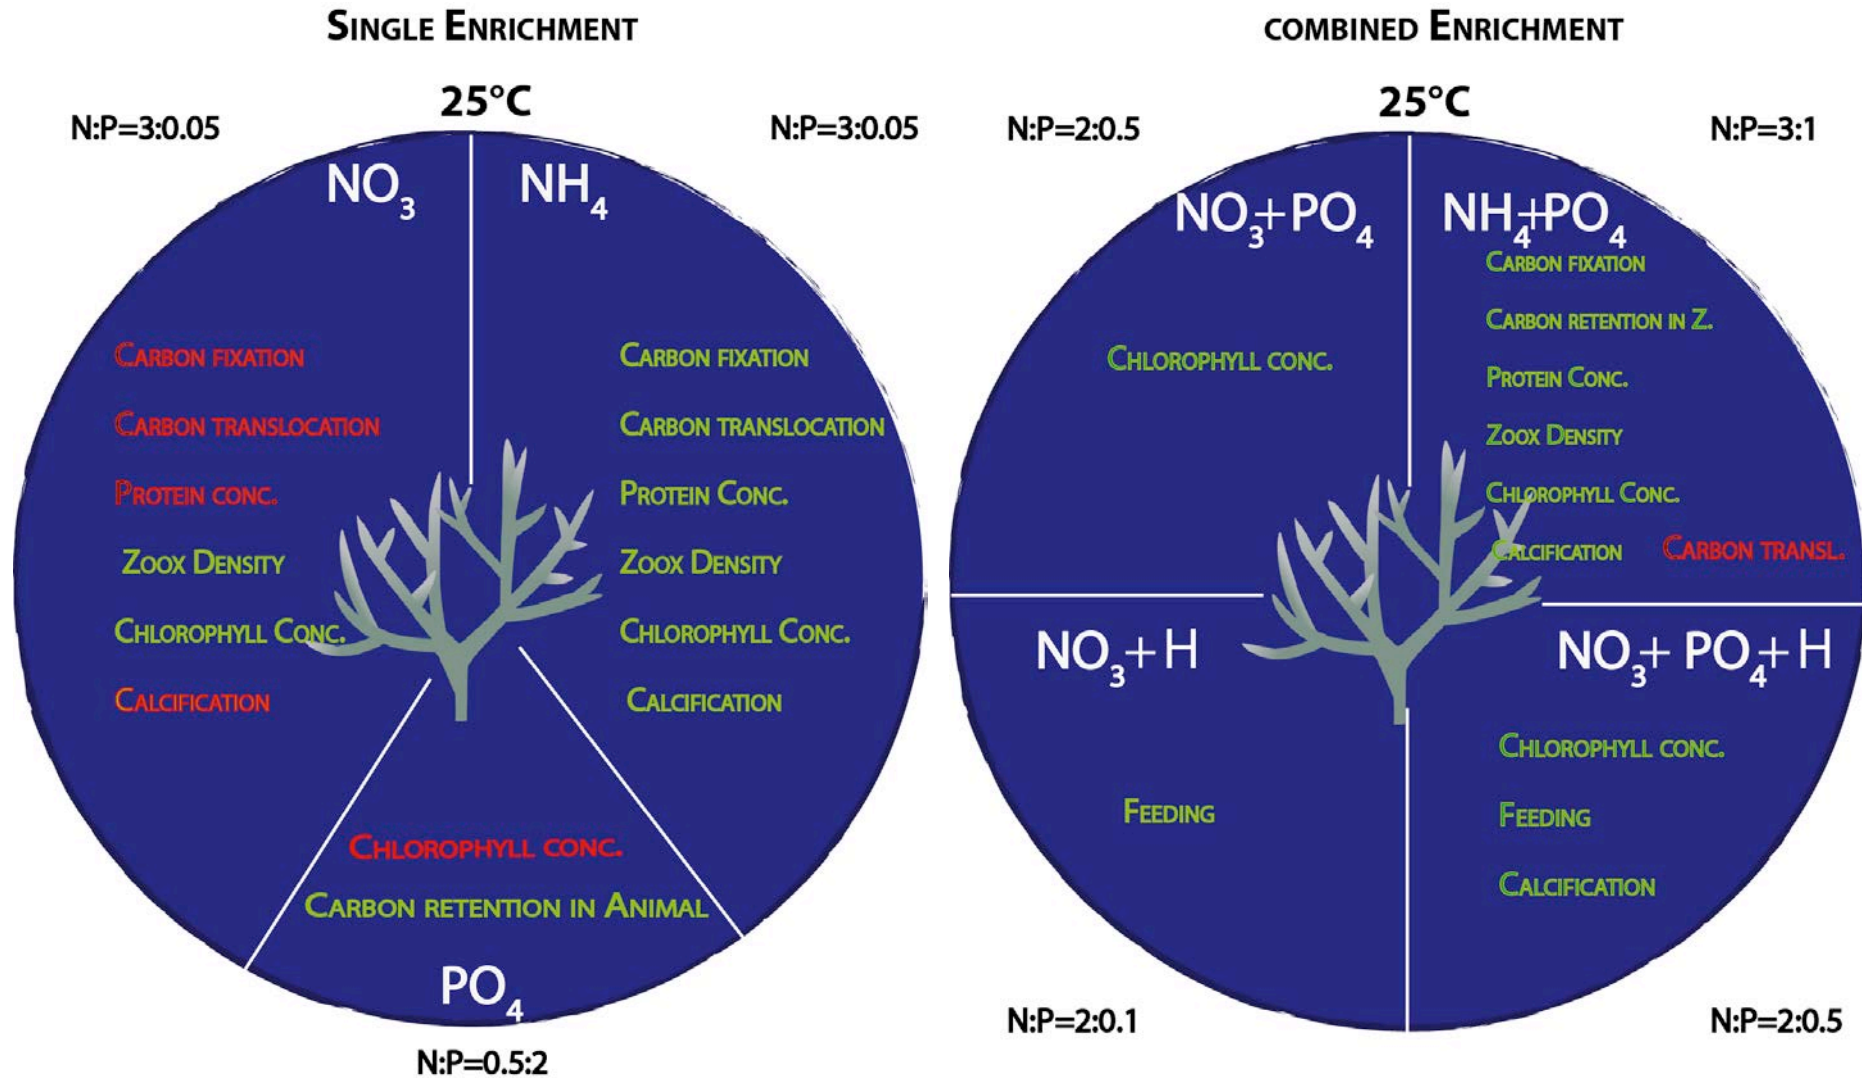 SINGLE ENRICHMENT
25°C
N:P=3:0.05
N:P=3:0.05
NO3
NH4
CARBON FIXATION
CARBON TRANSLOCATION
PROTEIN CONC.
ZOOX DENSITY
CHLOROPHYLL CONC.
CALCIFICATION
CARBON FIXATION
CARBON TRANSLOCATION
PROTEIN CONC.
ZOOX DENSITY
CHLOROPHYLL CONC.
CALCIFICATION
CHLOROPHYLL CONC.
CARBON RETENTION IN ANIMAL
PO4
N:P=0.5:2
COMBINED ENRICHMENT
25°C
N:P=2:0.5
N:P=3:1
NO3+PO4
CHLOROPHYLL CONC.
NH4+PO4
CARBON FIXATION
CARBON RETENTION IN Z.
PROTEIN CONC.
ZOOX DENSITY
CHLOROPHYLL CONC.
CALCIFICATION CARBON TRANSL.
NO3+H
FEEDING
NO3+ PO4+H
CHLOROPHYLL CONC.
FEEDING
CALCIFICATION
N:P=2:0.1
N:P=2:0.5